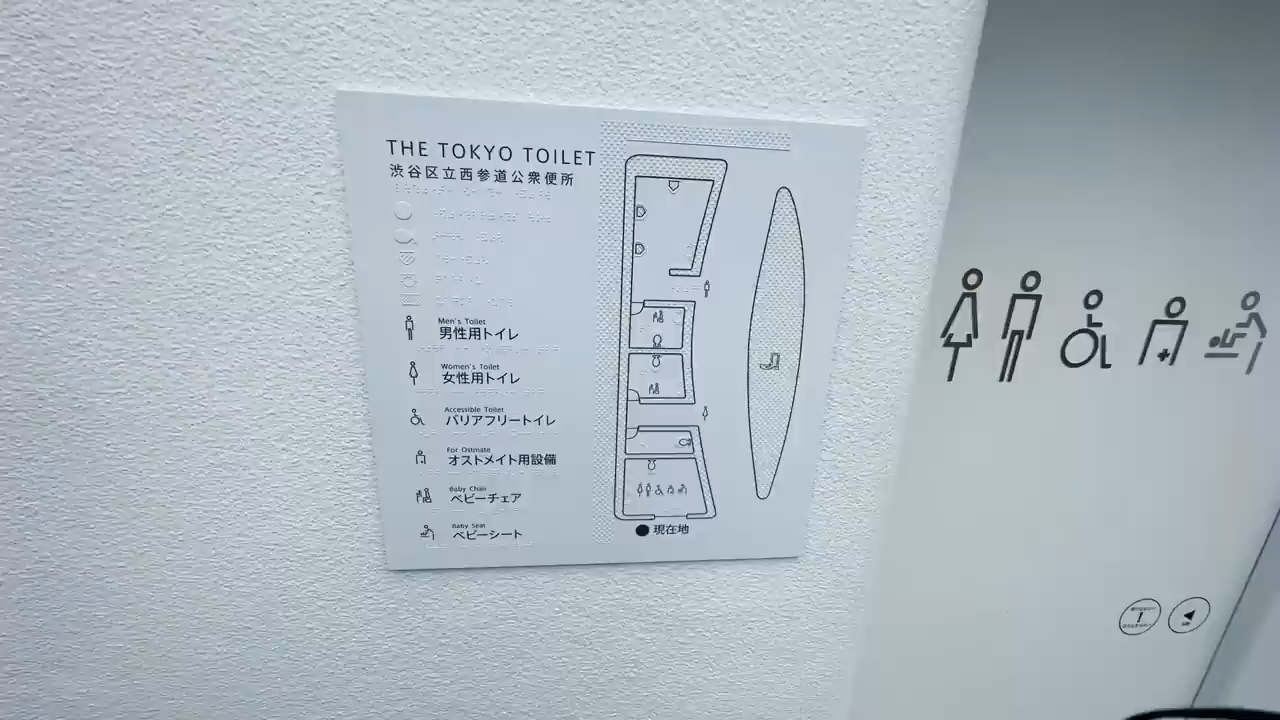 THE TOKYO TOILET
渋谷区立西参道公衆便所
Men's Toilet
男性用トイレ
Women's Toilet
女性用トイレ
Accessible Toilet
バリアフリートイレ
For Ostmate
オストメイト用設備
Baby Chair
ベビーチェア
Baby Seat
ベビーシート
現在地